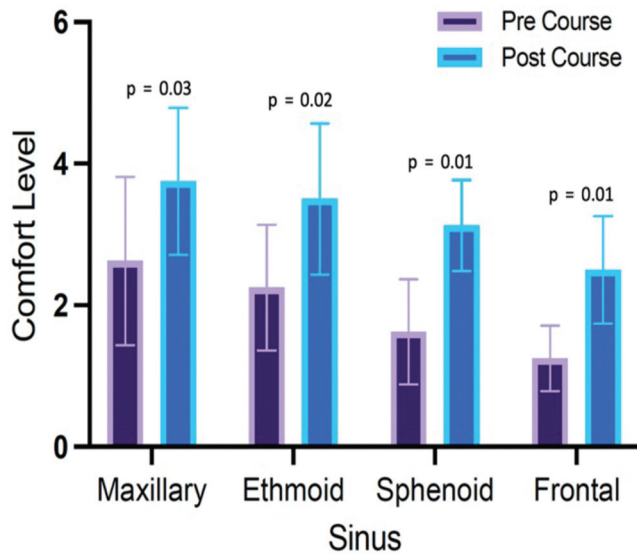 6
4
2
0
Comfort Level
Pre Course
Post Course
p = 0.03
p = 0.02
p = 0.01
p = 0.01
Maxillary Ethmoid Sphenoid Frontal
Sinus